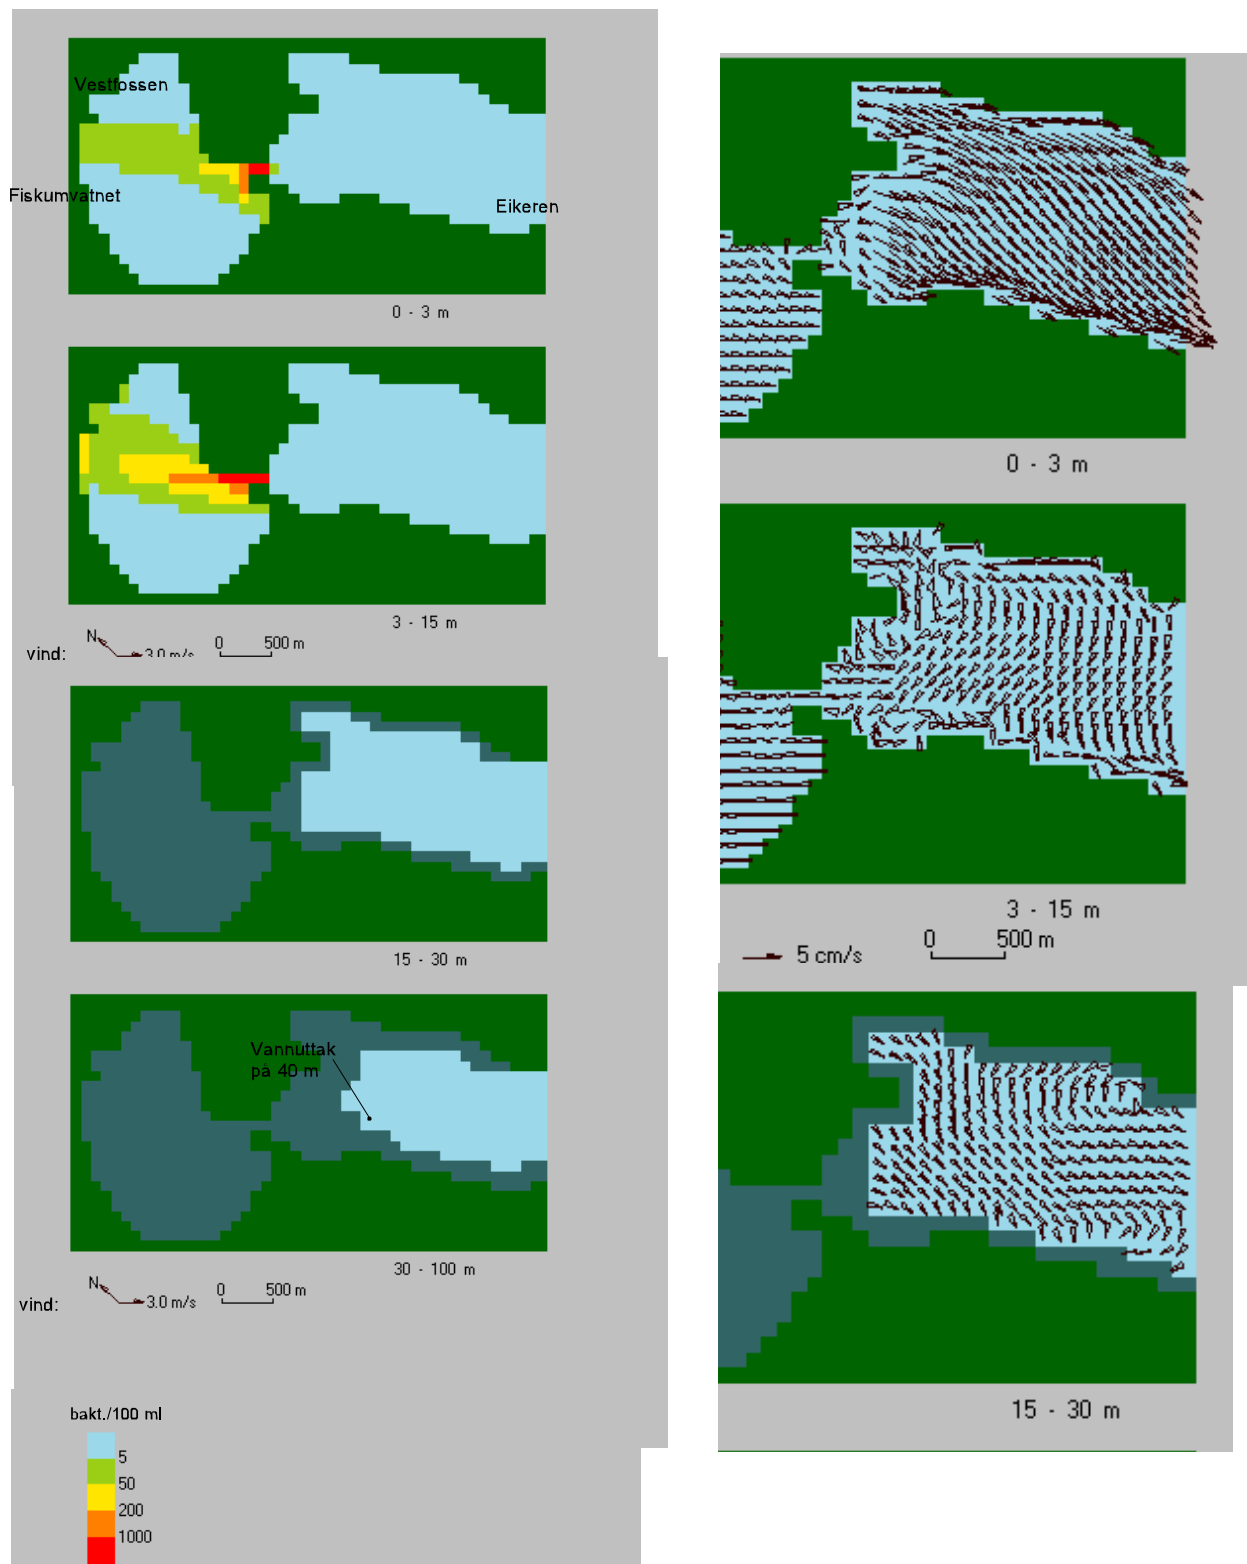 Vestfossen
Fiskumvatnet
Eikeren
0 - 3 m
3 - 15 m
N
0 500 m
vind: 3.0 m/s
15 - 30 m
Vannuttak
på 40 m
30 - 100 m
N
0 500 m
vind: 3.0 m/s
bakt./100 ml
5
50
200
1000
0 - 3 m
3 - 15 m
0 500 m
5 cm/s
15 - 30 m